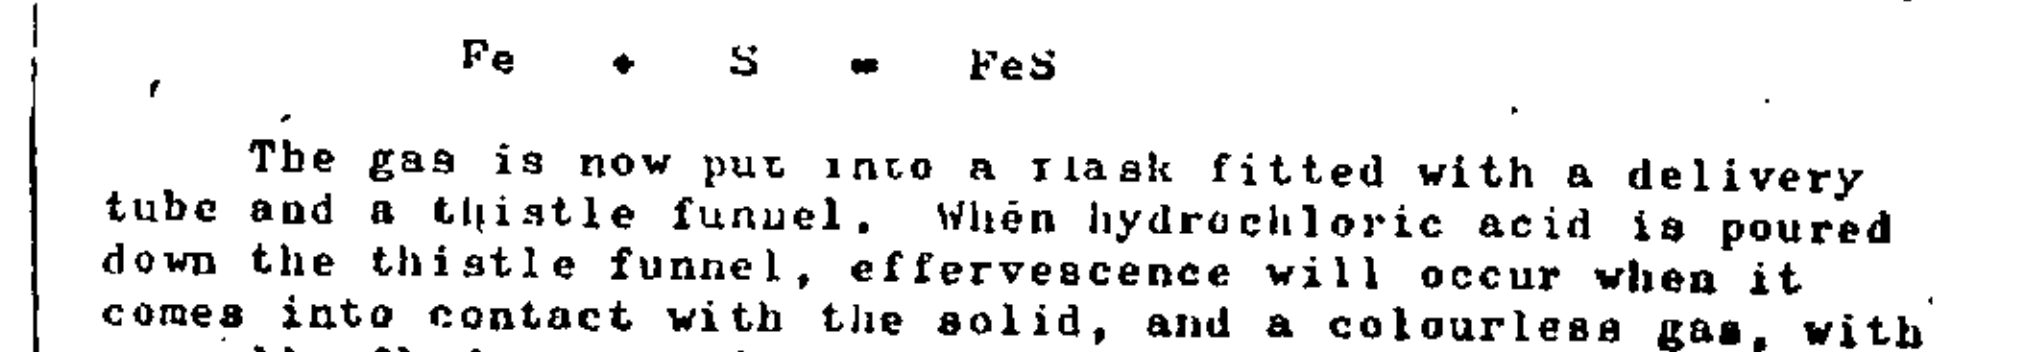 Fe + S = FeS
The gas is now put into a flask fitted with a delivery
tube and a thistle funnel. When hydrochloric acid is poured
down the thistle funnel, effervescence will occur when it
comes into contact with the solid, and a colourless gas, with